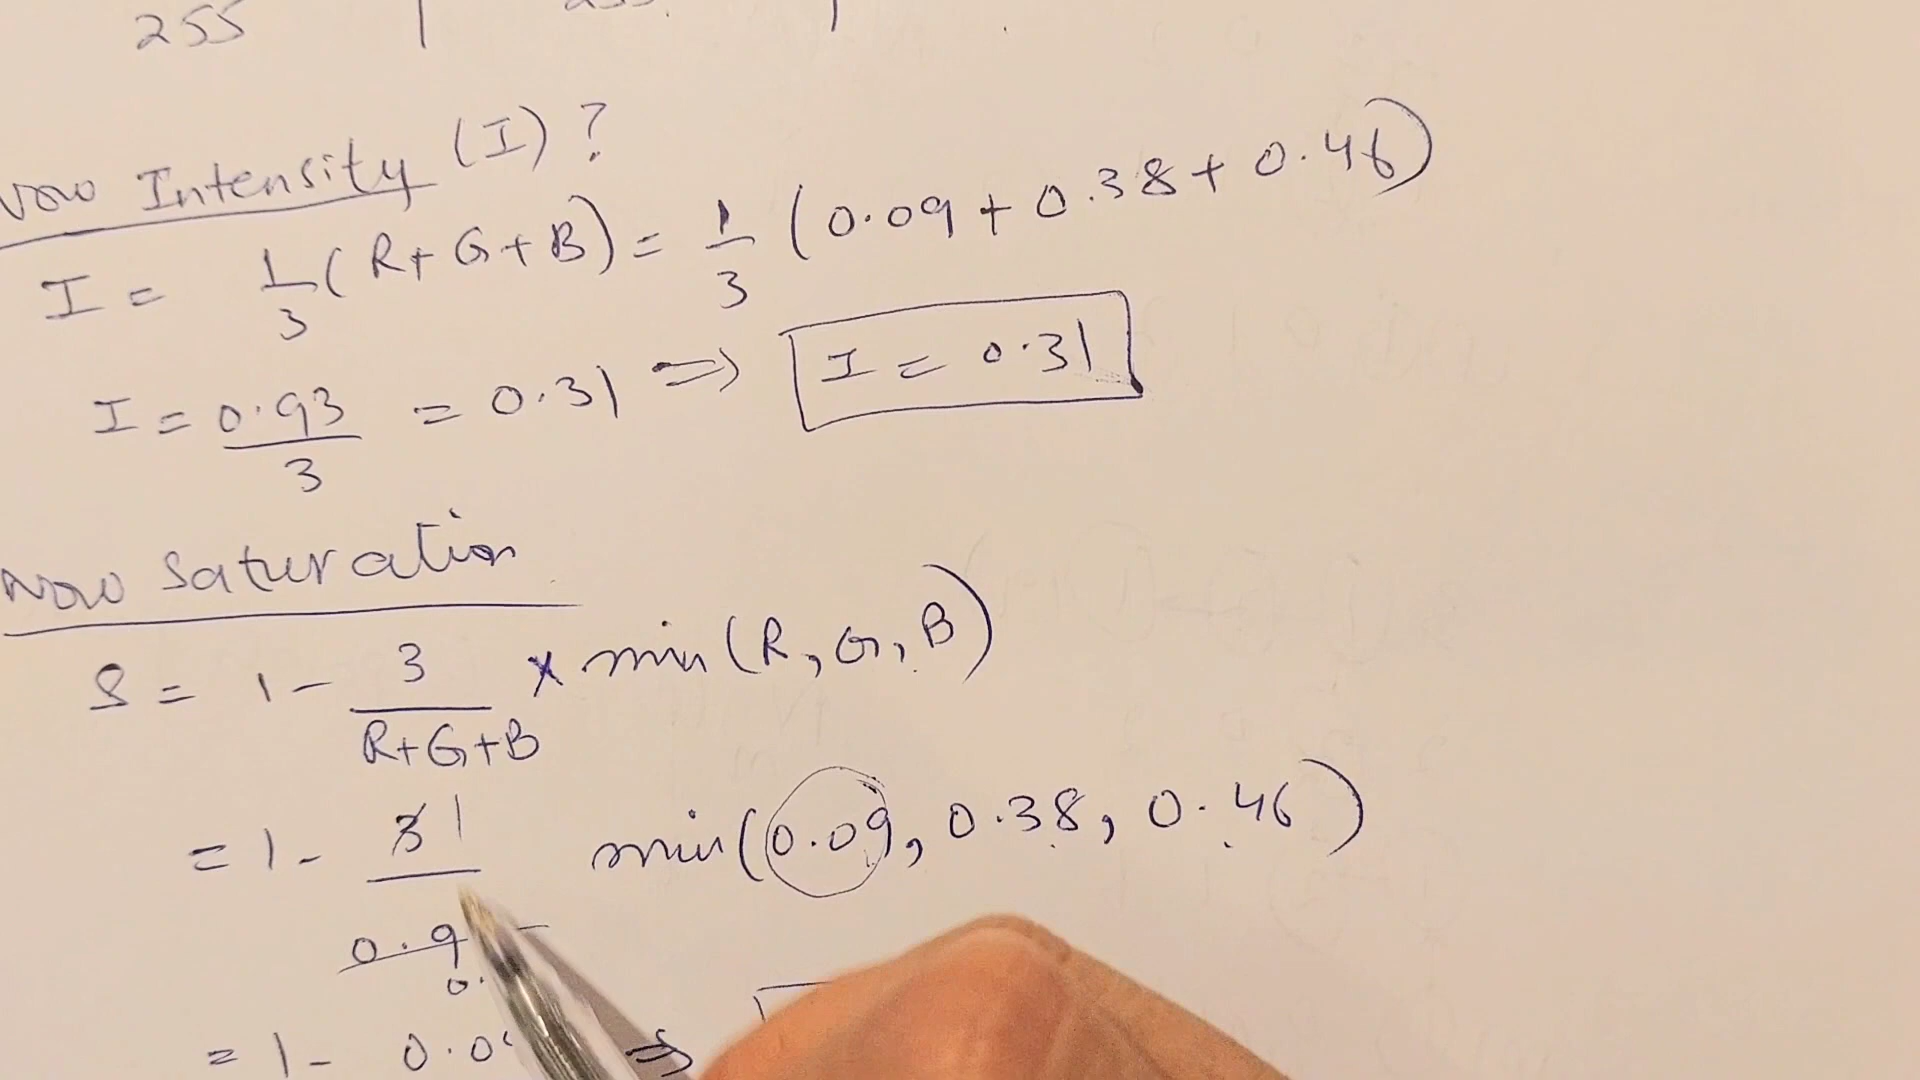 255
Now Intensity (I)?
I = 1/3 (R+G+B) = 1/3 (0.09+0.38+0.46)
I = 0.93/3 = 0.31 ⇒ I = 0.31
Now Saturation
S = 1 - 3/(R+G+B) × min(R,G,B)
= 1 - 3 1 min(0.09, 0.38, 0.46)
0.9
0.
= 1 - 0.0 ⇒